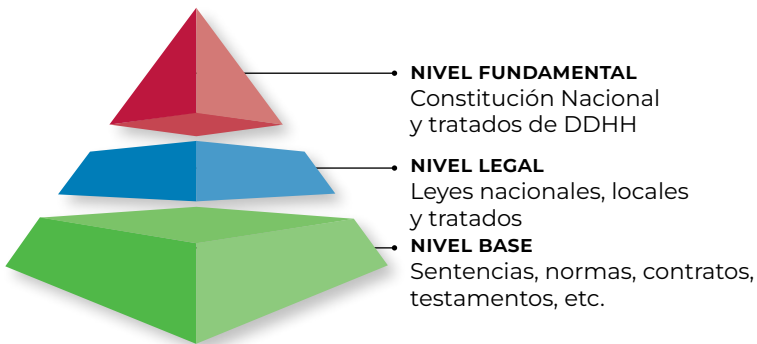 NIVEL FUNDAMENTAL
Constitución Nacional
y tratados de DDHH
NIVEL LEGAL
Leyes nacionales, locales
y tratados
NIVEL BASE
Sentencias, normas, contratos,
testamentos, etc.